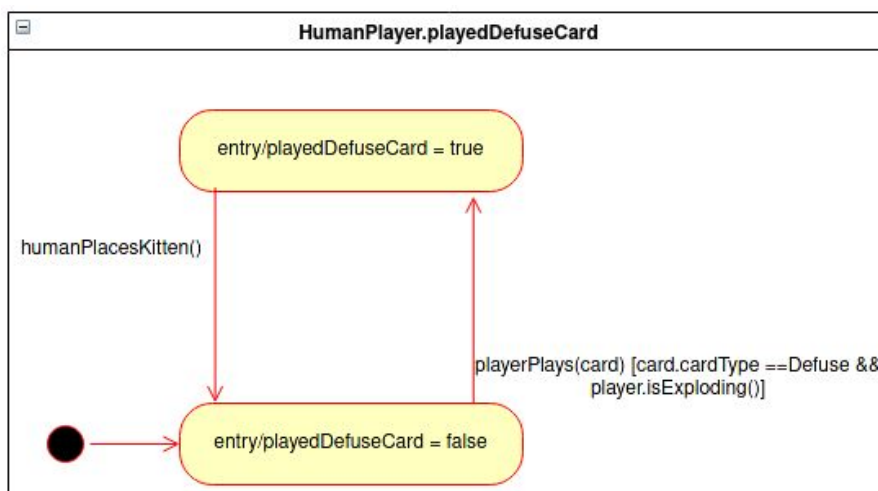 HumanPlayer.playedDefuseCard
entry/playedDefuseCard = true
humanPlacesKitten()
playerPlays(card) [card.cardType ==Defuse &&
player.isExploding()]
entry/playedDefuseCard = false